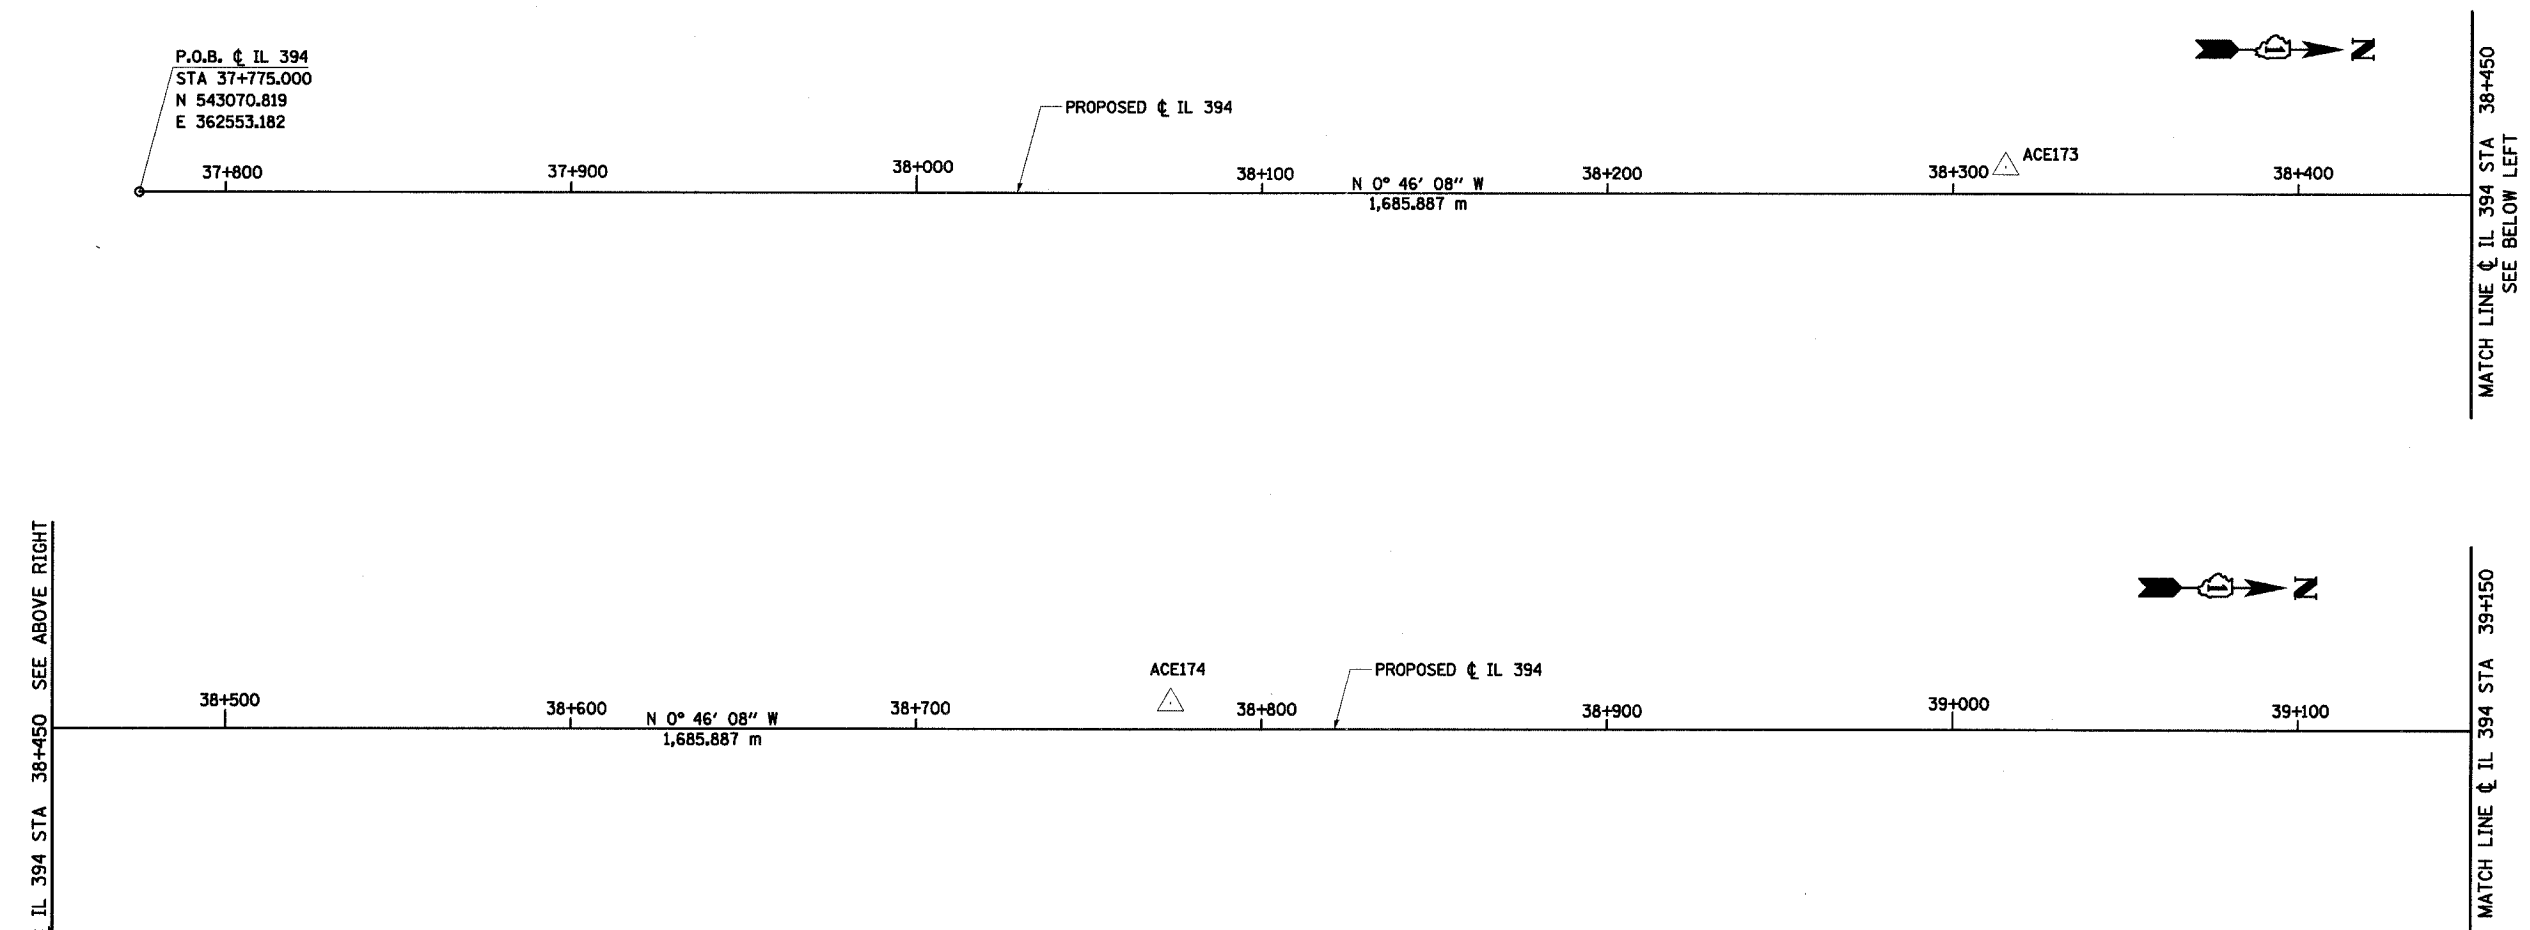 P.O.B. ℄ IL 394
STA 37+775.000
N 543070.819
E 362553.182
PROPOSED ℄ IL 394
37+800
37+900
38+000
38+100
N 0° 46′ 08″ W
1,685.887 m
38+200
38+300
ACE173
38+400
N
MATCH LINE ℄ IL 394 STA 38+450
SEE BELOW LEFT
IL 394 STA 38+450 SEE ABOVE RIGHT
38+500
38+600
N 0° 46′ 08″ W
1,685.887 m
38+700
ACE174
38+800
PROPOSED ℄ IL 394
38+900
39+000
39+100
N
MATCH LINE ℄ IL 394 STA 39+150